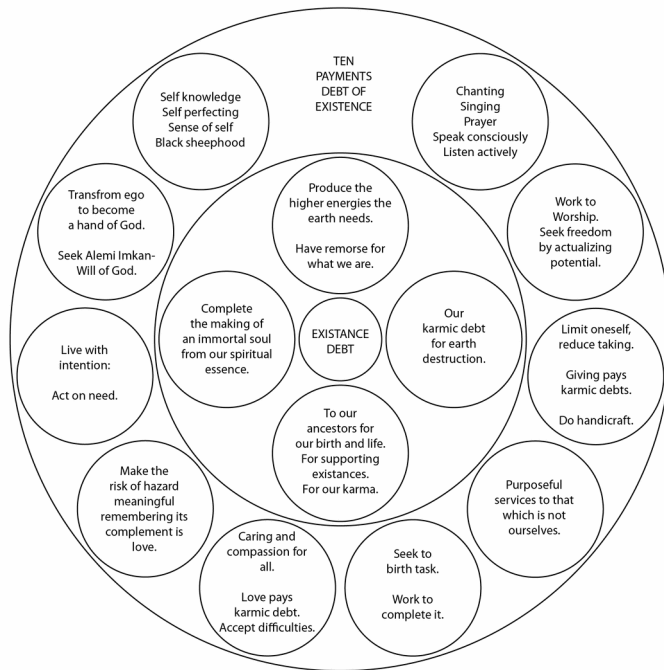 TEN
PAYMENTS
DEBT OF
EXISTENCE
Chanting
Singing
Prayer
Speak consciously
Listen actively
Work to
Worship.
Seek freedom
by actualizing
potential.
Limit oneself,
reduce taking.
Giving pays
karmic debts.
Do handicraft.
Purposeful
services to that
which is not
ourselves.
Seek to
birth task.
Work to
complete it.
Caring and
compassion for
all.
Love pays
karmic debt.
Accept difficulties.
Make the
risk of hazard
meaningful
remembering its
complement is
love.
Live with
intention:
Act on need.
Transfrom ego
to become
a hand of God.
Seek Alemi Imkan-
Will of God.
Self knowledge
Self perfecting
Sense of self
Black sheephood
Produce the
higher energies the
earth needs.
Have remorse for
what we are.
Our
karmic debt
for earth
destruction.
To our
ancestors for
our birth and life.
For supporting
existances.
For our karma.
Complete
the making of
an immortal soul
from our spiritual
essence.
EXISTANCE
DEBT